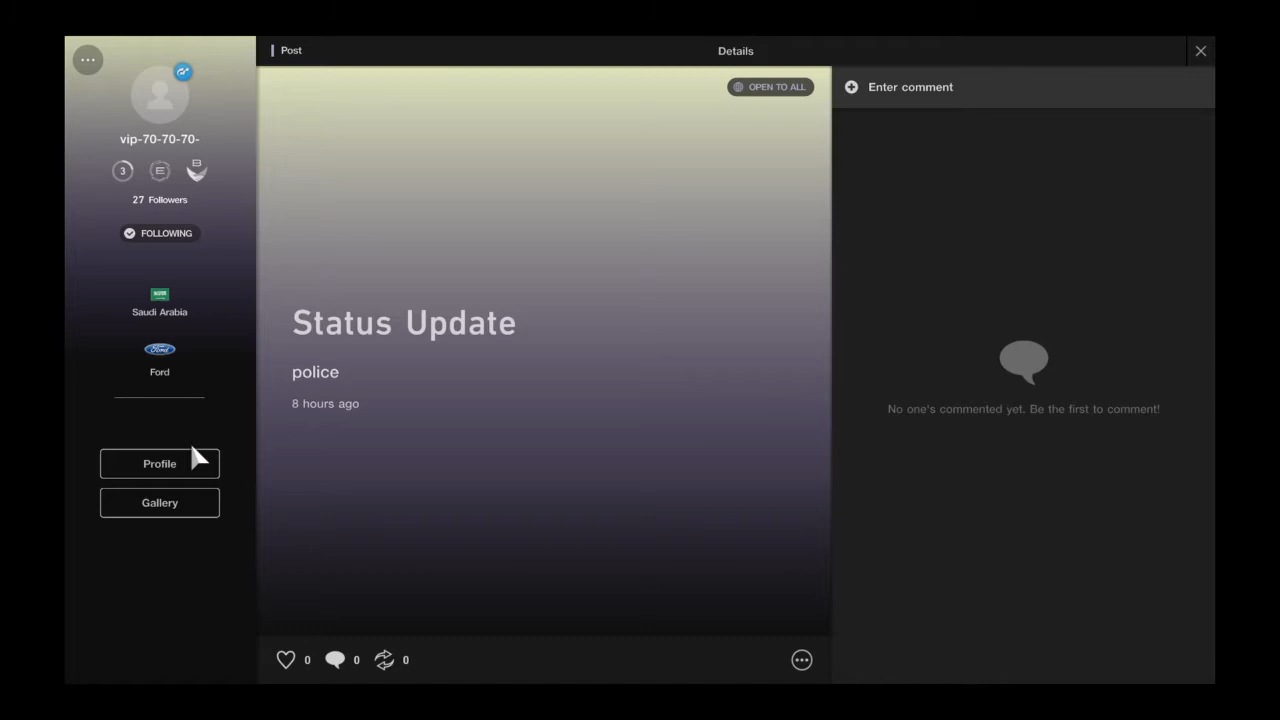 Post
Details
OPEN TO ALL
Enter comment
vip-70-70-70-
3
E
B
27 Followers
FOLLOWING
Saudi Arabia
Ford
Ford
Profile
Gallery
Status Update
police
8 hours ago
No one's commented yet. Be the first to comment!
0
0
0